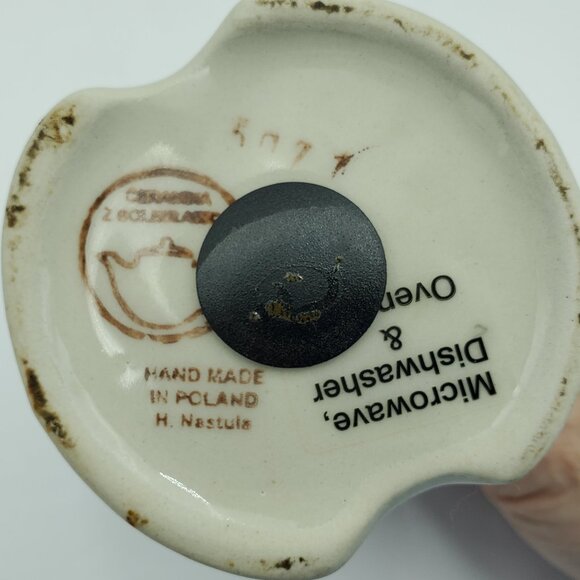 CERAMIKA
Z BOLESŁAWCA
HAND MADE
IN POLAND
H. Nastula
Microwave,
Dishwasher
&
Oven